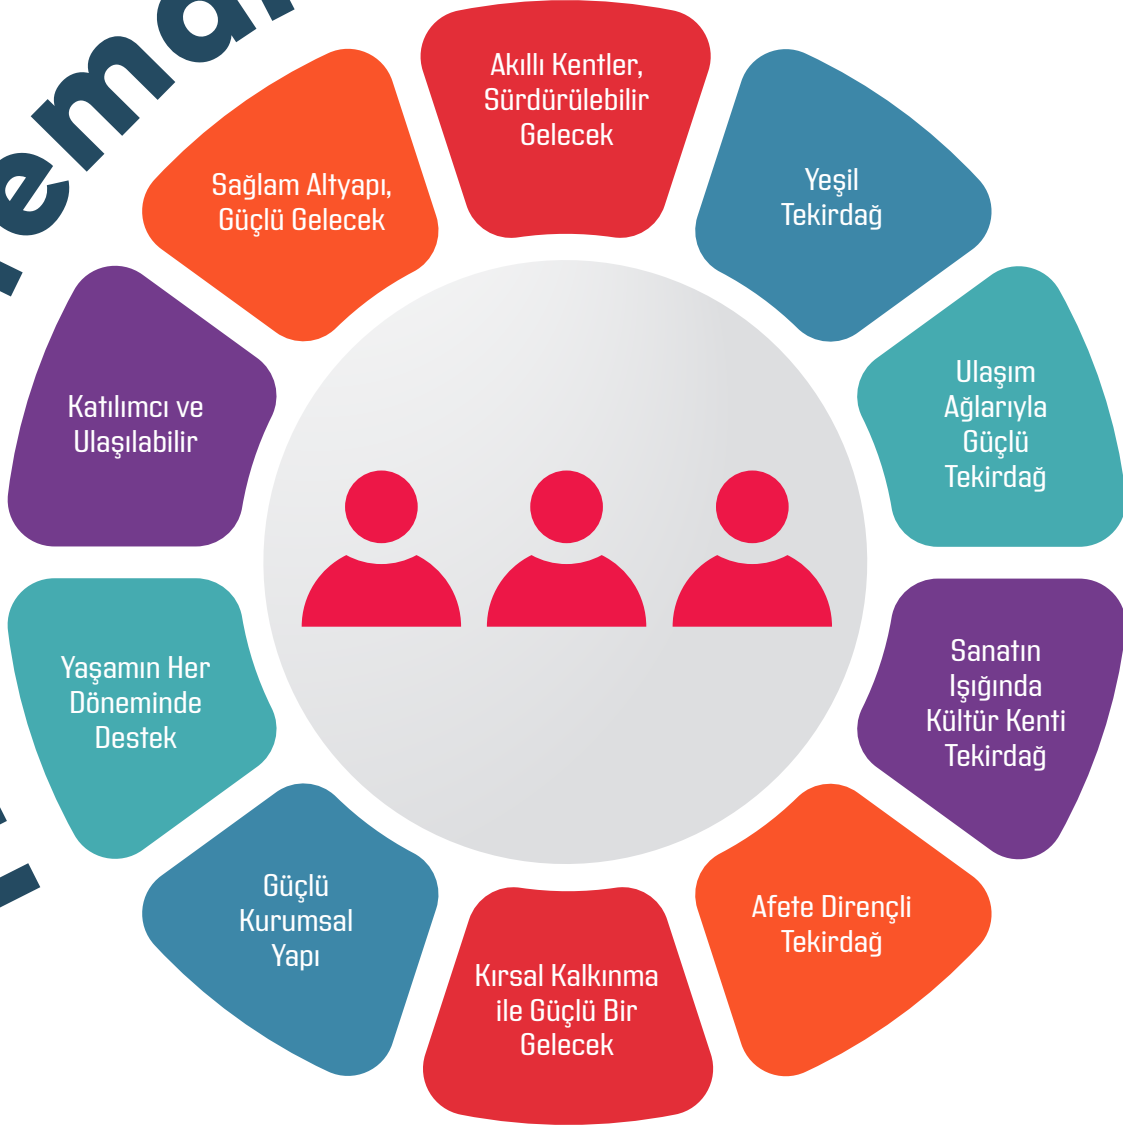 Akıllı Kentler,
Sürdürülebilir
Gelecek
Yeşil
Tekirdağ
Ulaşım
Ağlarıyla
Güçlü
Tekirdağ
Sanatın
Işığında
Kültür Kenti
Tekirdağ
Afete Dirençli
Tekirdağ
Kırsal Kalkınma
ile Güçlü Bir
Gelecek
Güçlü
Kurumsal
Yapı
Yaşamın Her
Döneminde
Destek
Katılımcı ve
Ulaşılabilir
Sağlam Altyapı,
Güçlü Gelecek